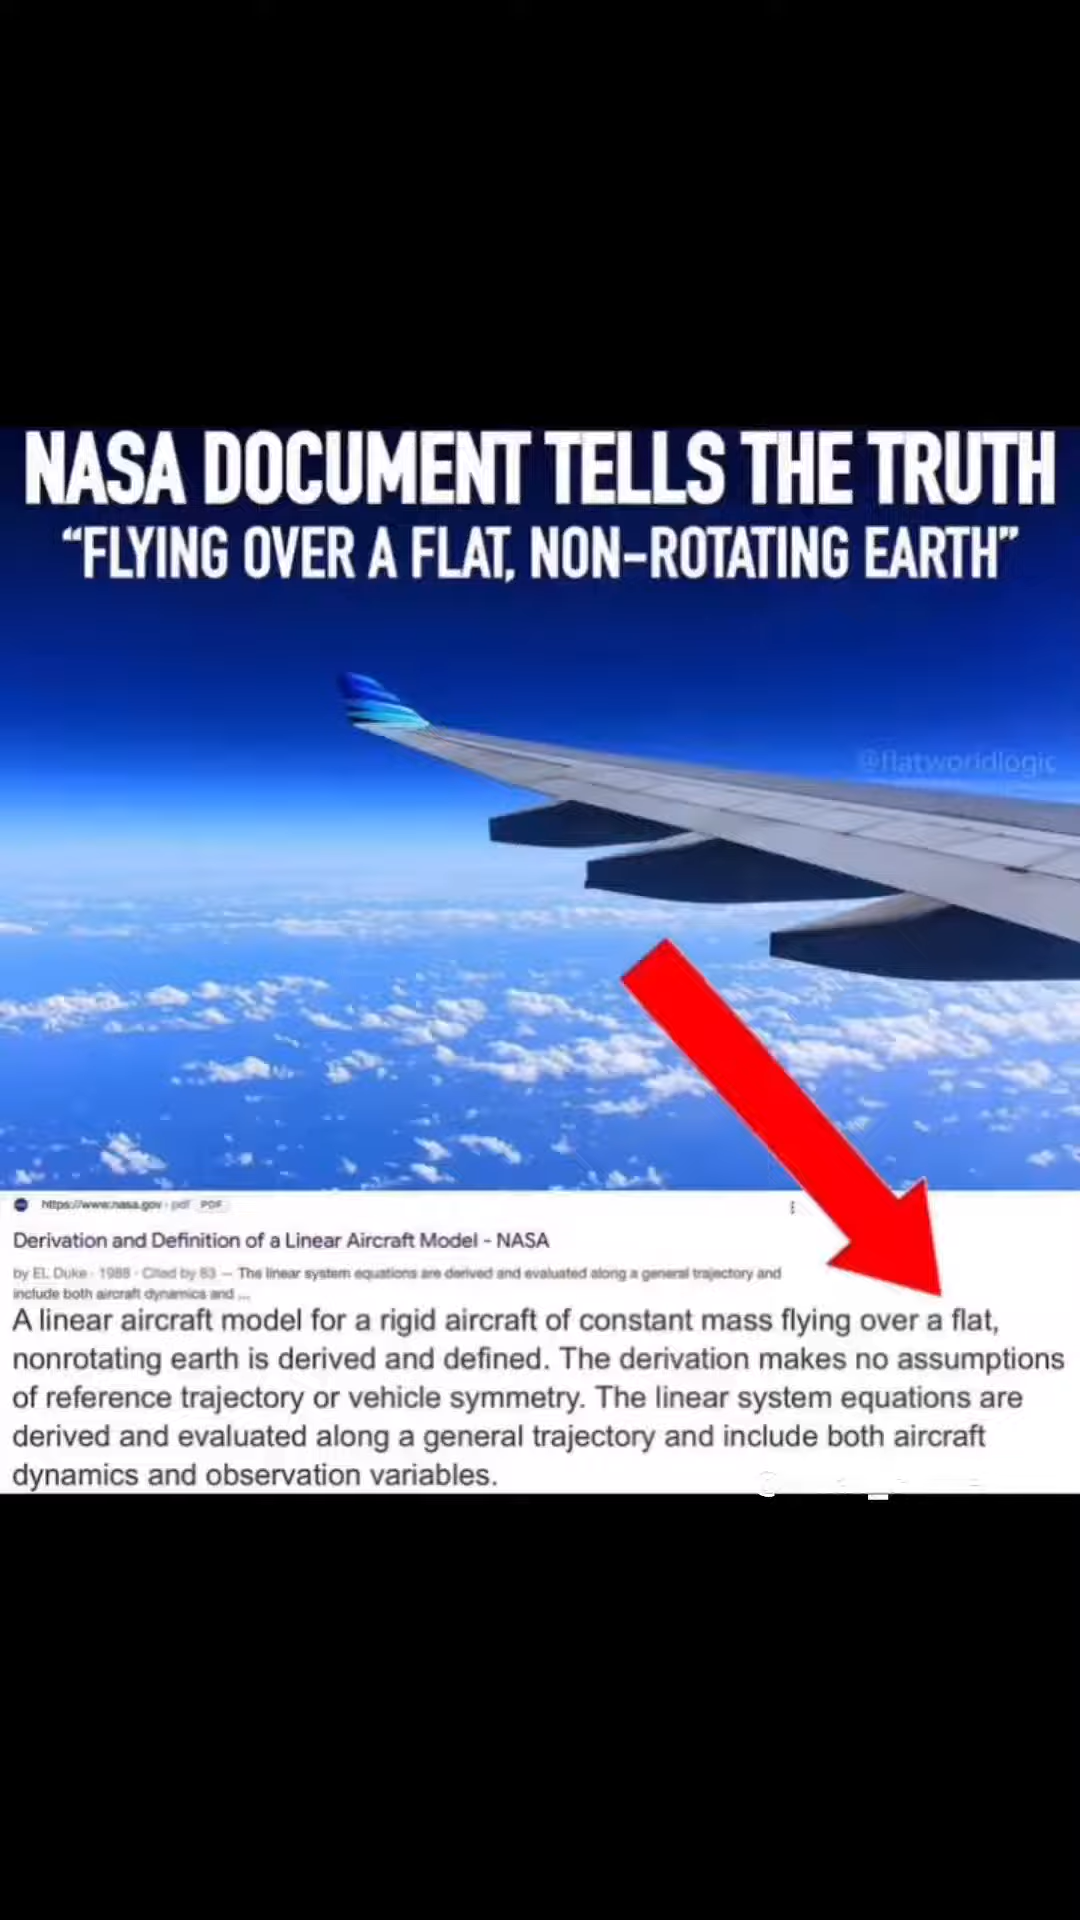 NASA DOCUMENT TELLS THE TRUTH
“FLYING OVER A FLAT, NON-ROTATING EARTH”
@flatworldlogic
https://www.nasa.gov › pdf PDF
Derivation and Definition of a Linear Aircraft Model - NASA
by EL Duke · 1988 · Cited by 83 — The linear system equations are derived and evaluated along a general trajectory and
include both aircraft dynamics and ...
A linear aircraft model for a rigid aircraft of constant mass flying over a flat,
nonrotating earth is derived and defined. The derivation makes no assumptions
of reference trajectory or vehicle symmetry. The linear system equations are
derived and evaluated along a general trajectory and include both aircraft
dynamics and observation variables.